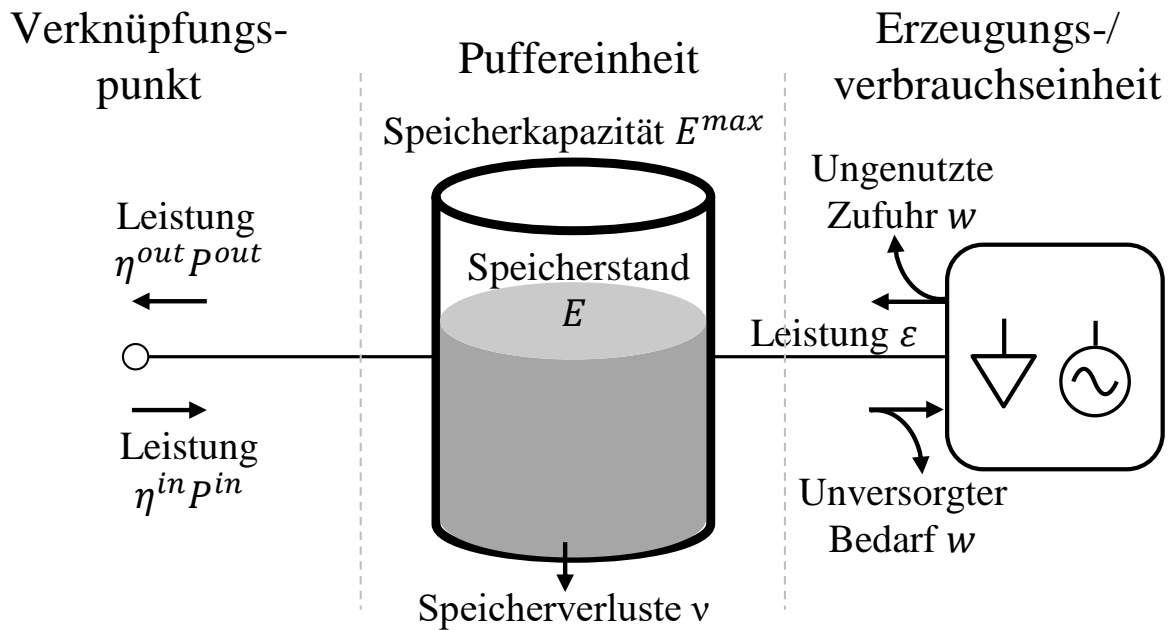 Verknüpfungs-
punkt
Puffereinheit
Erzeugungs-/
verbrauchseinheit
Speicherkapazität E^max
Leistung
η^out P^out
Leistung
η^in P^in
Speicherstand
E
Speicherverluste ν
Ungenutzte
Zufuhr w
Leistung ε
Unversorgter
Bedarf w